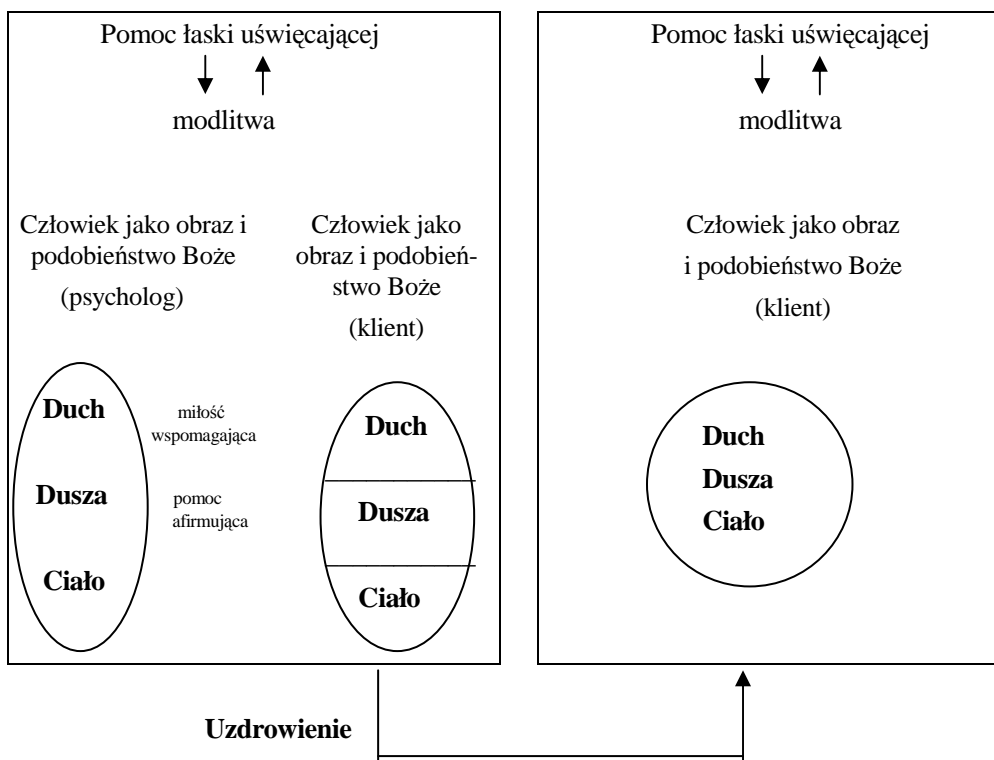 Pomoc łaski uświęcającej
modlitwa
Człowiek jako obraz i
podobieństwo Boże
(psycholog)
Człowiek jako
obraz i podobień-
stwo Boże
(klient)
Duch
Dusza
Ciało
miłość
wspomagająca
pomoc
afirmująca
Duch
Dusza
Ciało
Pomoc łaski uświęcającej
modlitwa
Człowiek jako obraz
i podobieństwo Boże
(klient)
Duch
Dusza
Ciało
Uzdrowienie